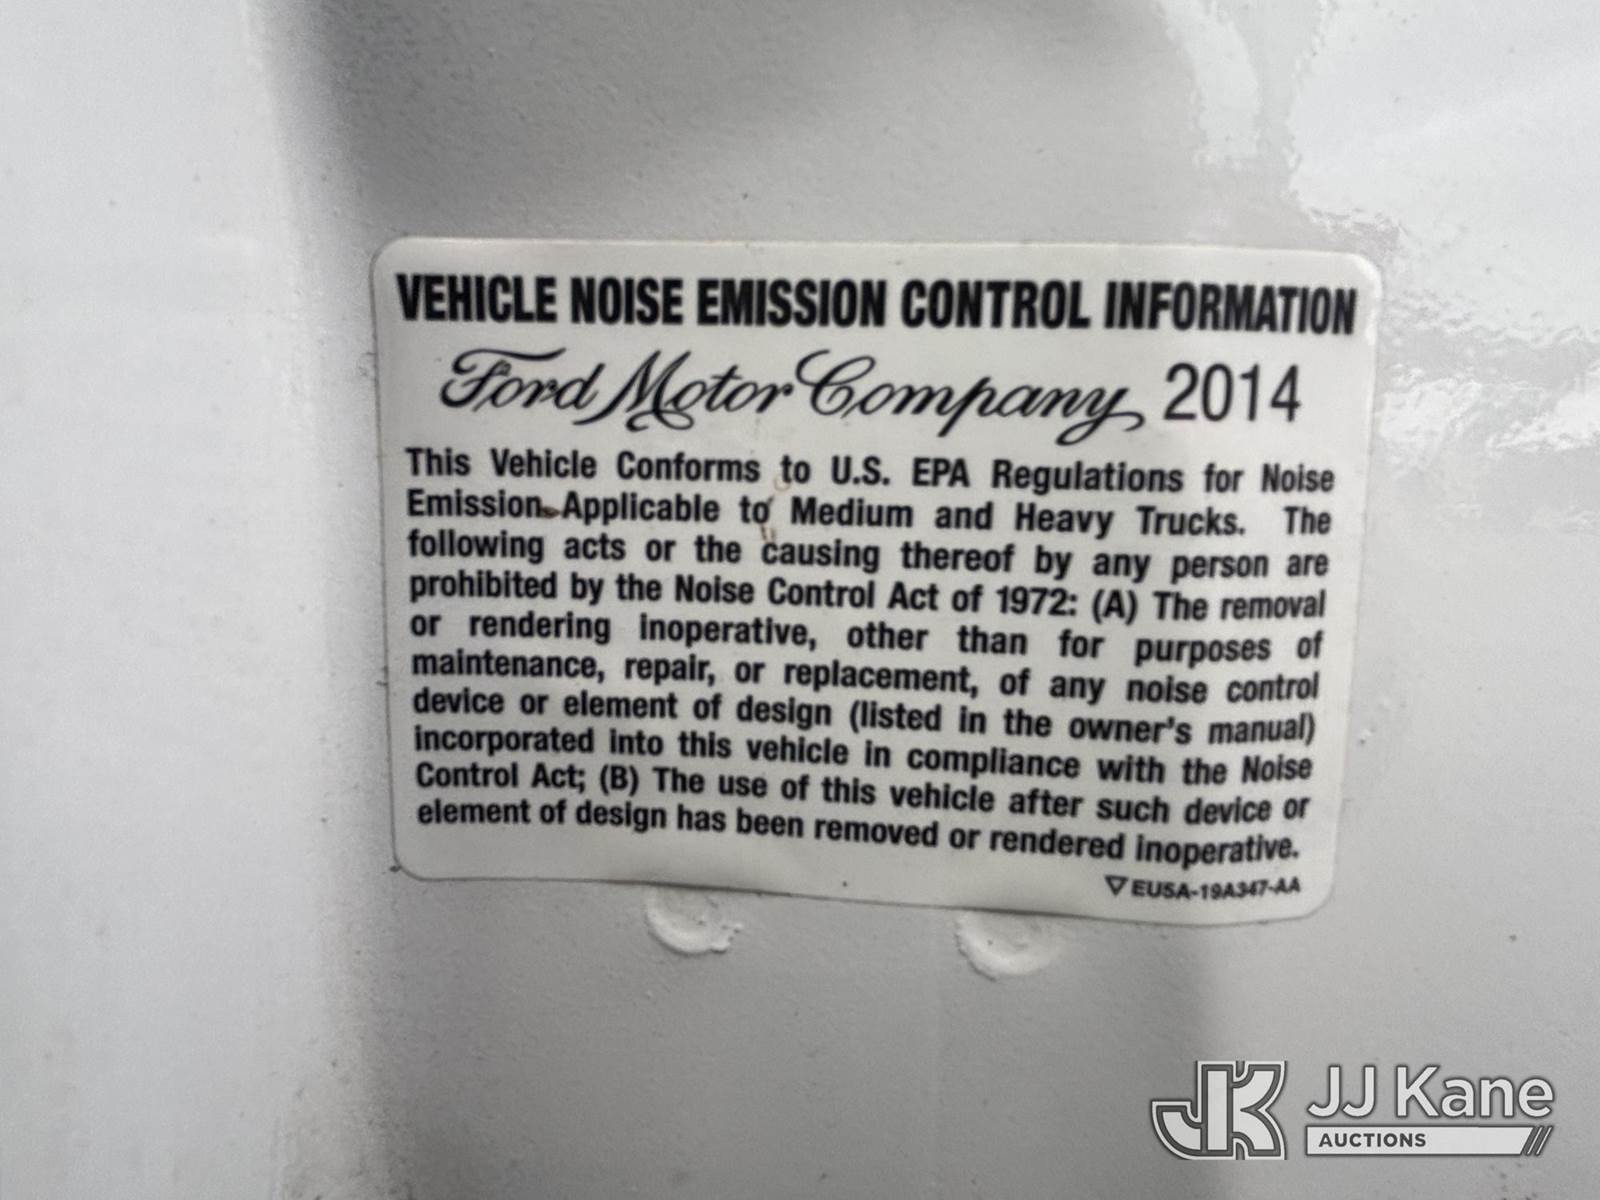 VEHICLE NOISE EMISSION CONTROL INFORMATION
Ford Motor Company 2014
This Vehicle Conforms to U.S. EPA Regulations for Noise
Emission Applicable to Medium and Heavy Trucks. The
following acts or the causing thereof by any person are
prohibited by the Noise Control Act of 1972: (A) The removal
or rendering inoperative, other than for purposes of
maintenance, repair, or replacement, of any noise control
device or element of design (listed in the owner's manual)
incorporated into this vehicle in compliance with the Noise
Control Act; (B) The use of this vehicle after such device or
element of design has been removed or rendered inoperative.
▽ EU5A-19A347-AA
JK JJ Kane
AUCTIONS